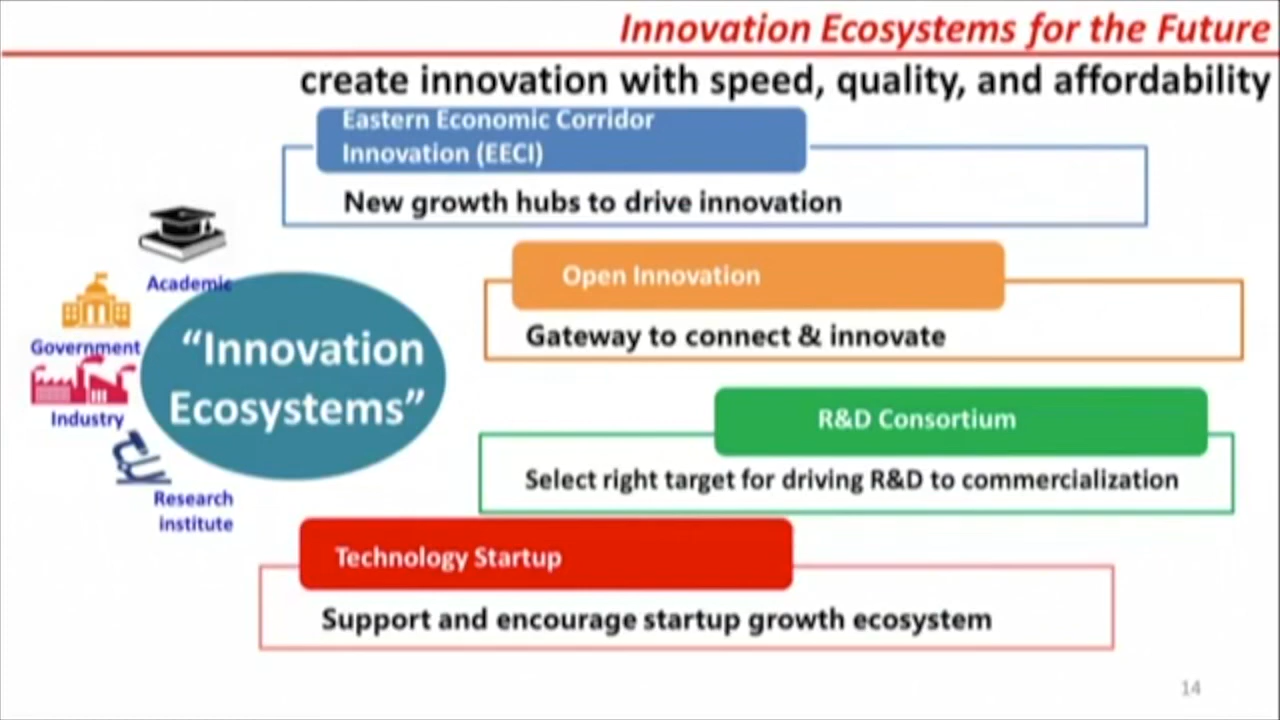 Innovation Ecosystems for the Future
create innovation with speed, quality, and affordability
Eastern Economic Corridor
Innovation (EECI)
New growth hubs to drive innovation
Academic
Government
Industry
Research
institute
“Innovation
Ecosystems”
Open Innovation
Gateway to connect & innovate
R&D Consortium
Select right target for driving R&D to commercialization
Technology Startup
Support and encourage startup growth ecosystem
14